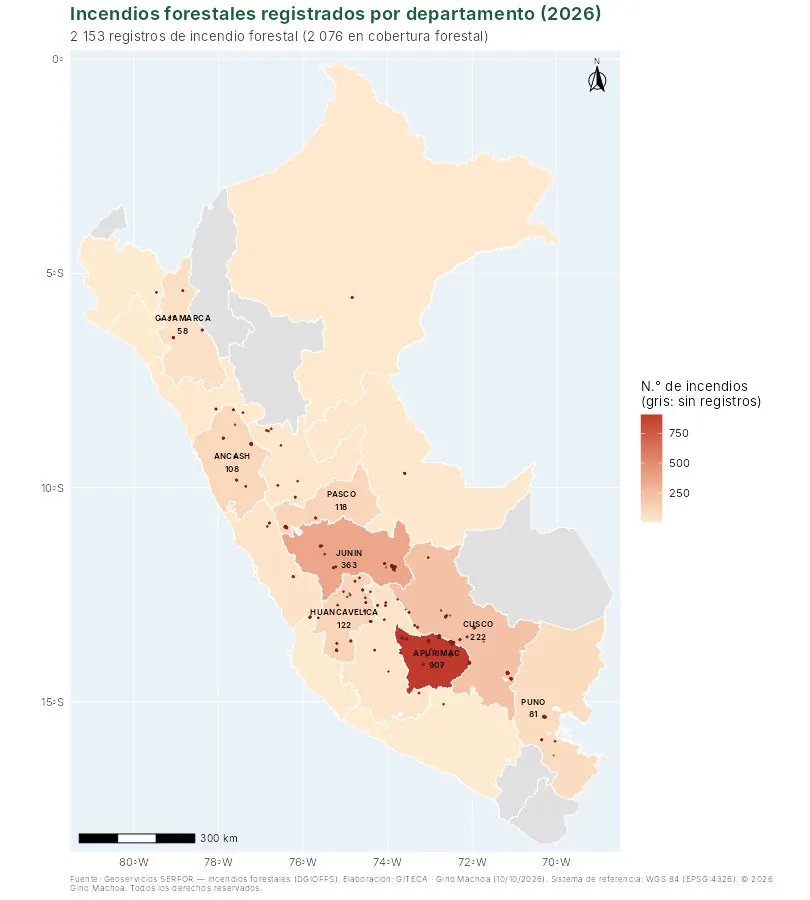 Incendios forestales registrados por departamento (2026)
2 153 registros de incendio forestal (2 076 en cobertura forestal)
0°
N
5°S
CAJAMARCA
58
N.° de incendios
(gris: sin registros)
750
500
250
ANCASH
108
10°S
PASCO
118
JUNIN
363
HUANCAVELICA
122
CUSCO
222
APURIMAC
907
15°S
PUNO
81
300 km
80°W 78°W 76°W 74°W 72°W 70°W
Fuente: Geoservicios SERFOR — Incendios forestales (DGIOFFS). Elaboración: GITECA · Gino Machoa (10/10/2026). Sistema de referencia: WGS 84 (EPSG:4326). © 2026
Gino Machoa. Todos los derechos reservados.